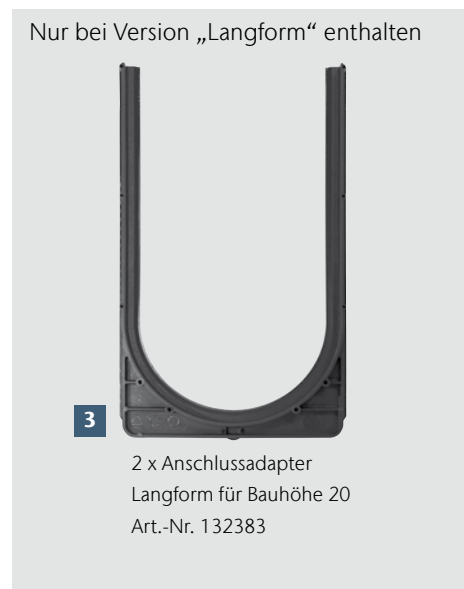 Nur bei Version „Langform“ enthalten
3
2 x Anschlussadapter
Langform für Bauhöhe 20
Art.-Nr. 132383